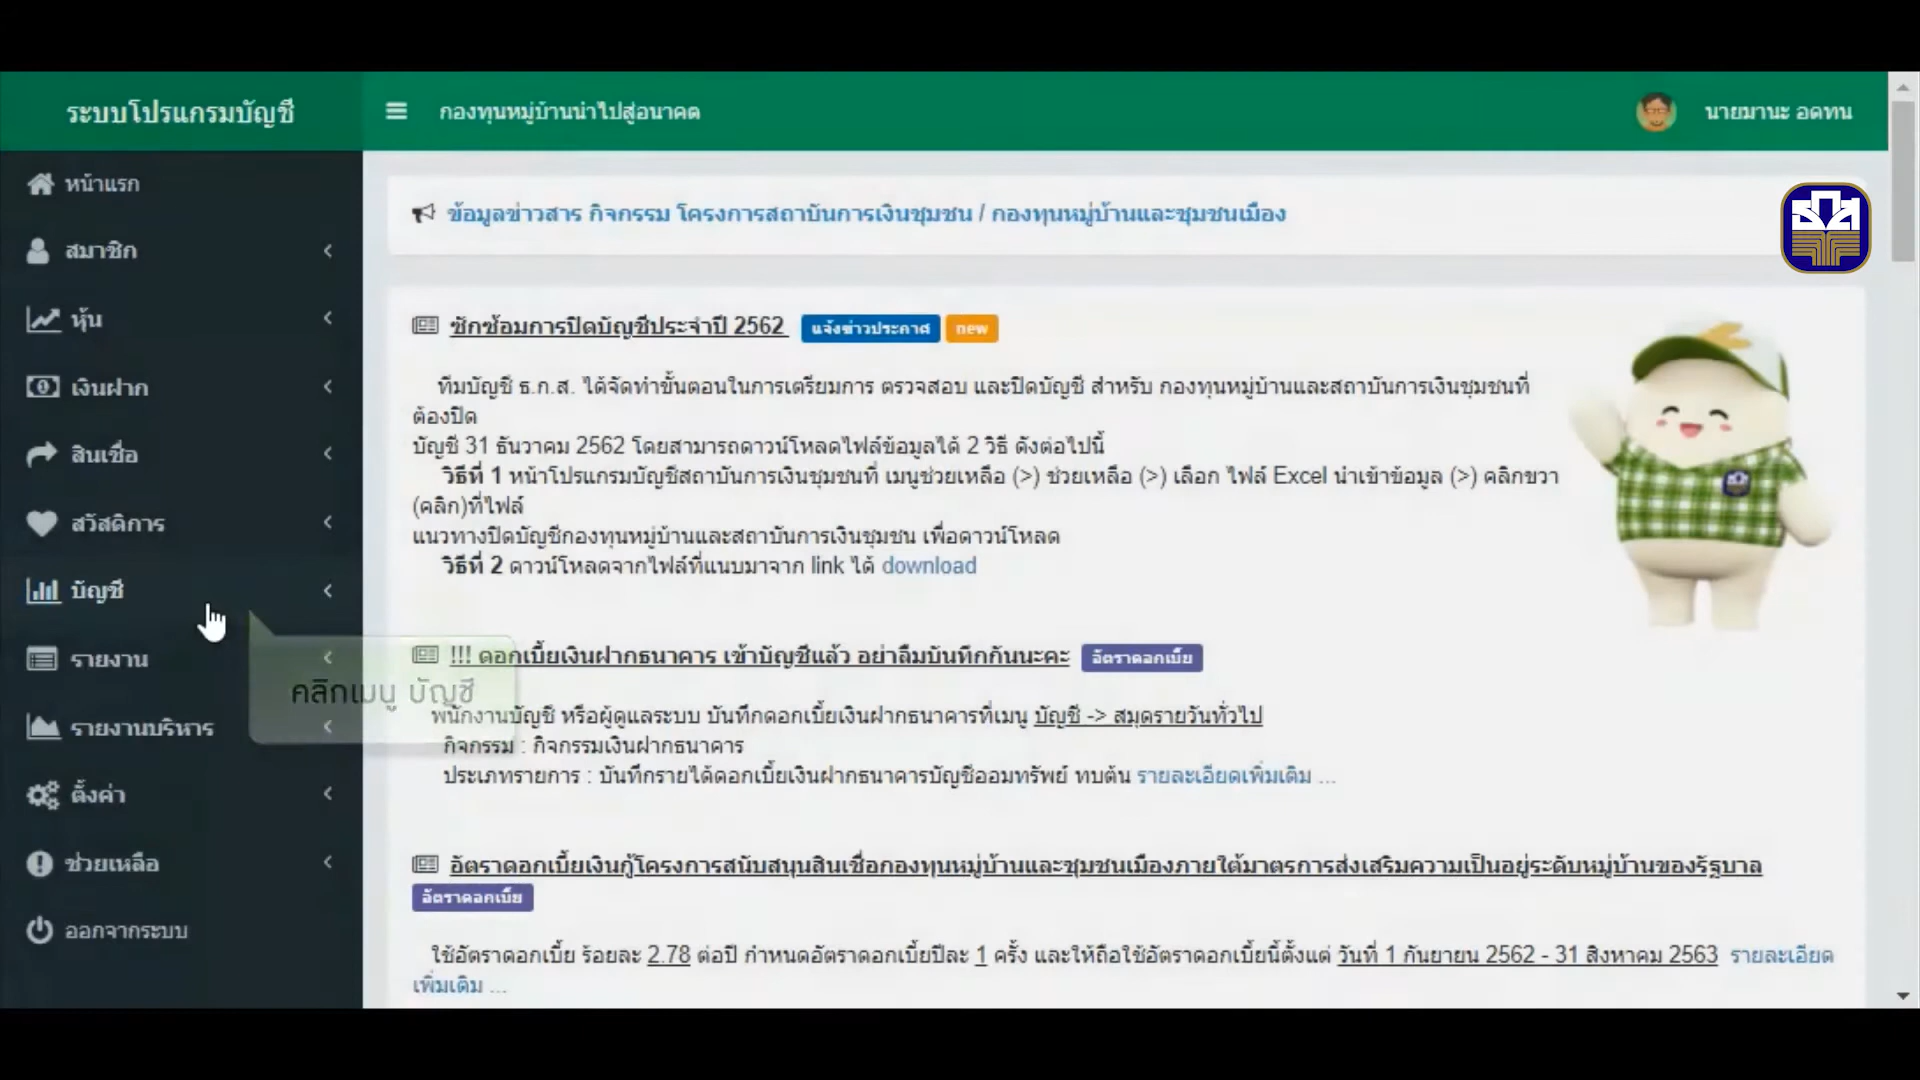 ระบบโปรแกรมบัญชี
กองทุนหมู่บ้านนำไปสู่อนาคต
นายมานะ อดทน
หน้าแรก
สมาชิก
หุ้น
เงินฝาก
สินเชื่อ
สวัสดิการ
บัญชี
รายงาน
รายงานบริหาร
ตั้งค่า
ช่วยเหลือ
ออกจากระบบ
คลิกเมนู บัญชี
ข้อมูลข่าวสาร กิจกรรม โครงการสถาบันการเงินชุมชน / กองทุนหมู่บ้านและชุมชนเมือง
ซักซ้อมการปิดบัญชีประจำปี 2562 แจ้งข่าวประกาศ new
ทีมบัญชี ธ.ก.ส. ได้จัดทำขั้นตอนในการเตรียมการ ตรวจสอบ และปิดบัญชี สำหรับ กองทุนหมู่บ้านและสถาบันการเงินชุมชนที่
ต้องปิด
บัญชี 31 ธันวาคม 2562 โดยสามารถดาวน์โหลดไฟล์ข้อมูลได้ 2 วิธี ดังต่อไปนี้
วิธีที่ 1 หน้าโปรแกรมบัญชีสถาบันการเงินชุมชนที่ เมนูช่วยเหลือ (>) ช่วยเหลือ (>) เลือก ไฟล์ Excel นำเข้าข้อมูล (>) คลิกขวา
(คลิก)ที่ไฟล์
แนวทางปิดบัญชีกองทุนหมู่บ้านและสถาบันการเงินชุมชน เพื่อดาวน์โหลด
วิธีที่ 2 ดาวน์โหลดจากไฟล์ที่แนบมาจาก link ได้ download
!!! ดอกเบี้ยเงินฝากธนาคาร เข้าบัญชีแล้ว อย่าลืมบันทึกกันนะคะ อัตราดอกเบี้ย
พนักงานบัญชี หรือผู้ดูแลระบบ บันทึกดอกเบี้ยเงินฝากธนาคารที่เมนู บัญชี -> สมุดรายวันทั่วไป
กิจกรรม : กิจกรรมเงินฝากธนาคาร
ประเภทรายการ : บันทึกรายได้ดอกเบี้ยเงินฝากธนาคารบัญชีออมทรัพย์ ทบต้น รายละเอียดเพิ่มเติม ...
อัตราดอกเบี้ยเงินกู้โครงการสนับสนุนสินเชื่อกองทุนหมู่บ้านและชุมชนเมืองภายใต้มาตรการส่งเสริมความเป็นอยู่ระดับหมู่บ้านของรัฐบาล
อัตราดอกเบี้ย
ใช้อัตราดอกเบี้ย ร้อยละ 2.78 ต่อปี กำหนดอัตราดอกเบี้ยปีละ 1 ครั้ง และให้ถือใช้อัตราดอกเบี้ยนี้ตั้งแต่ วันที่ 1 กันยายน 2562 - 31 สิงหาคม 2563 รายละเอียด
เพิ่มเติม ...